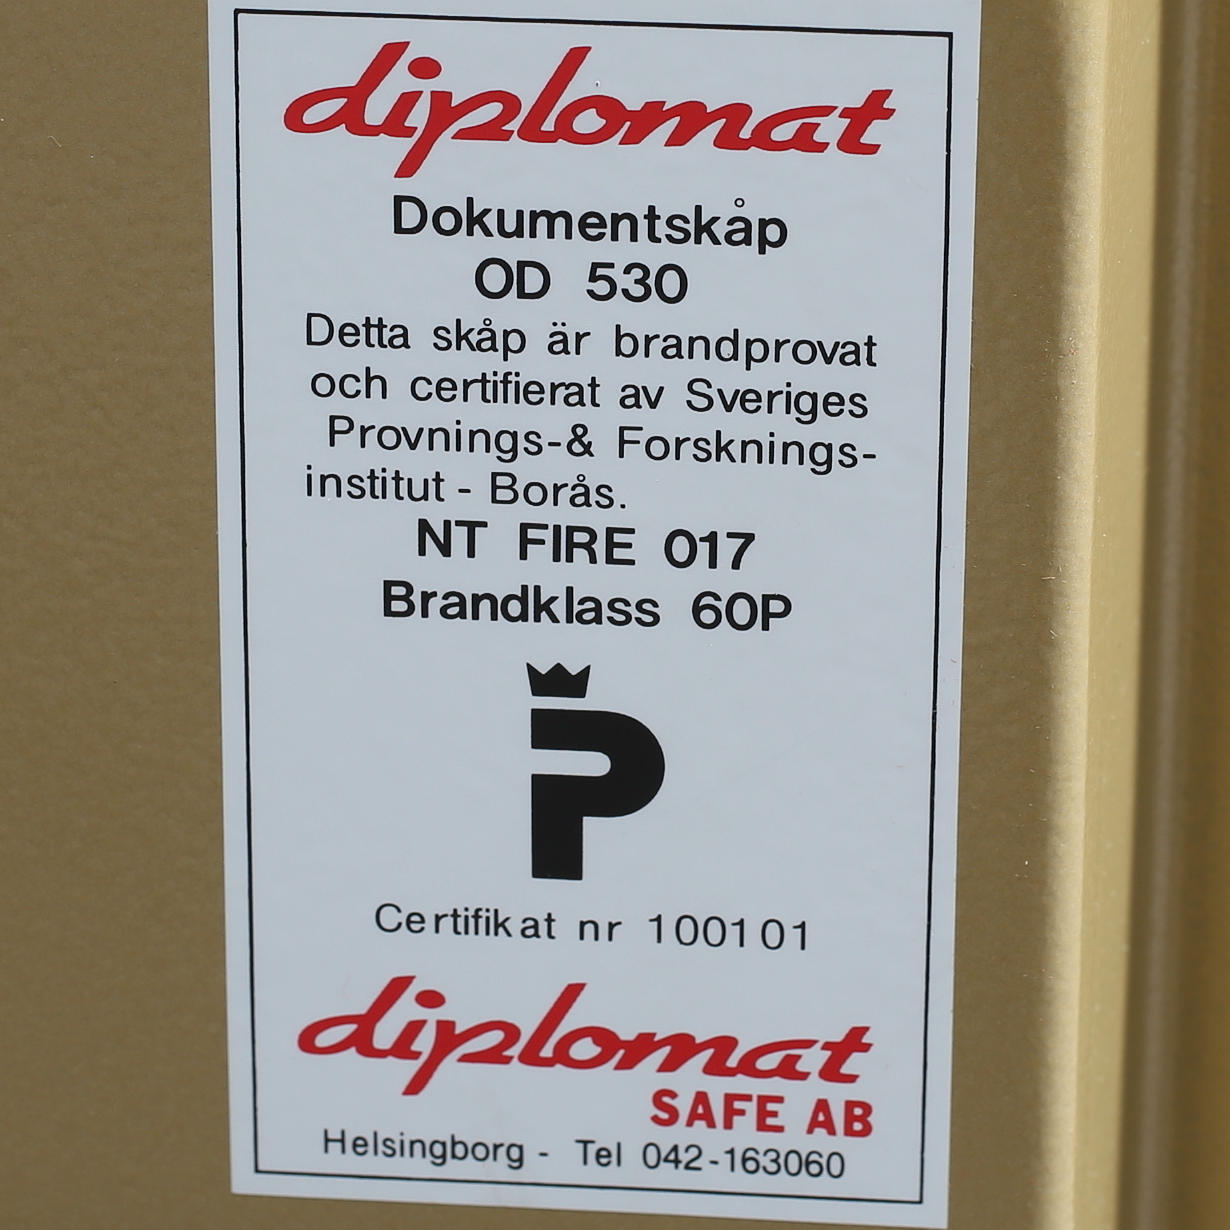 diplomat
Dokumentskåp
OD 530
Detta skåp är brandprovat
och certifierat av Sveriges
Provnings-& Forsknings-
institut - Borås.
NT FIRE 017
Brandklass 60P
P
Certifikat nr 100101
diplomat
SAFE AB
Helsingborg - Tel 042-163060